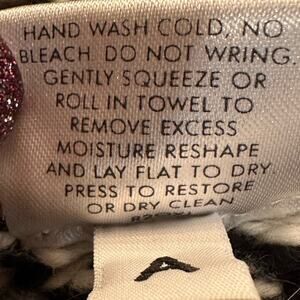 HAND WASH COLD, NO
BLEACH. DO NOT WRING.
GENTLY SQUEEZE OR
ROLL IN TOWEL TO
REMOVE EXCESS
MOISTURE RESHAPE
AND LAY FLAT TO DRY.
PRESS TO RESTORE
OR DRY CLEAN
A